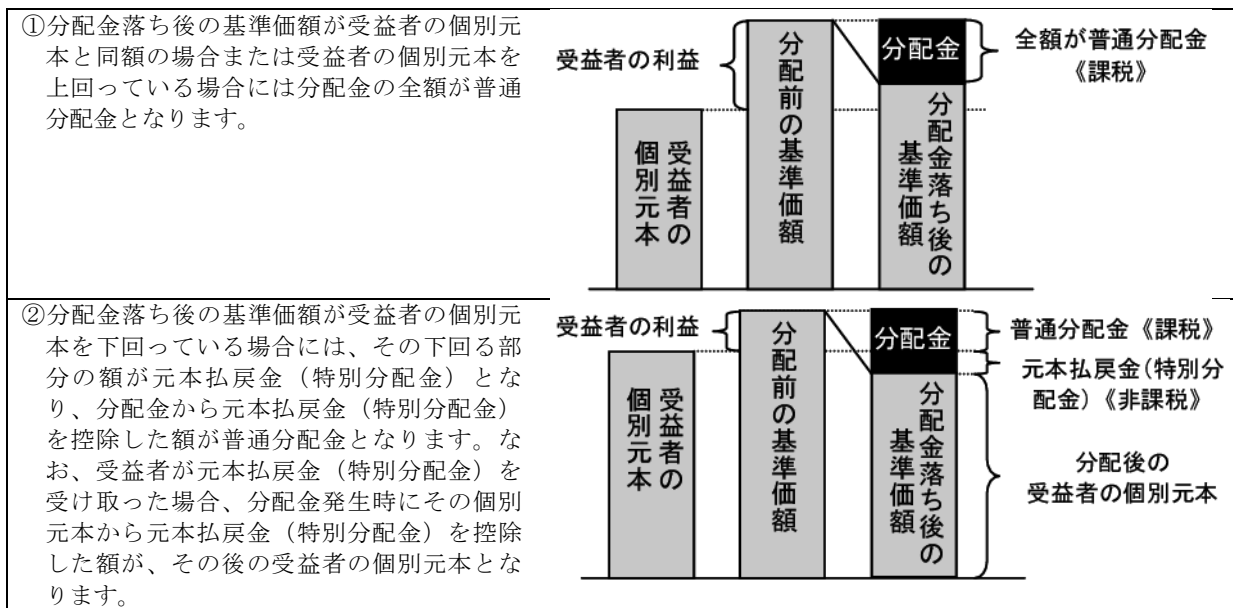 ①分配金落ち後の基準価額が受益者の個別元
本と同額の場合または受益者の個別元本を
上回っている場合には分配金の全額が普通
分配金となります。
受益者の利益
受益者の
個別元本
分配前の基準価額
分配金
分配金落ち後の
基準価額
全額が普通分配金
《課税》
②分配金落ち後の基準価額が受益者の個別元
本を下回っている場合には、その下回る部
分の額が元本払戻金（特別分配金）とな
り、分配金から元本払戻金（特別分配金）
を控除した額が普通分配金となります。な
お、受益者が元本払戻金（特別分配金）を
受け取った場合、分配金発生時にその個別
元本から元本払戻金（特別分配金）を控除
した額が、その後の受益者の個別元本とな
ります。
受益者の利益
受益者の
個別元本
分配前の基準価額
分配金
分配金落ち後の
基準価額
普通分配金《課税》
元本払戻金(特別分
配金)《非課税》
分配後の
受益者の個別元本